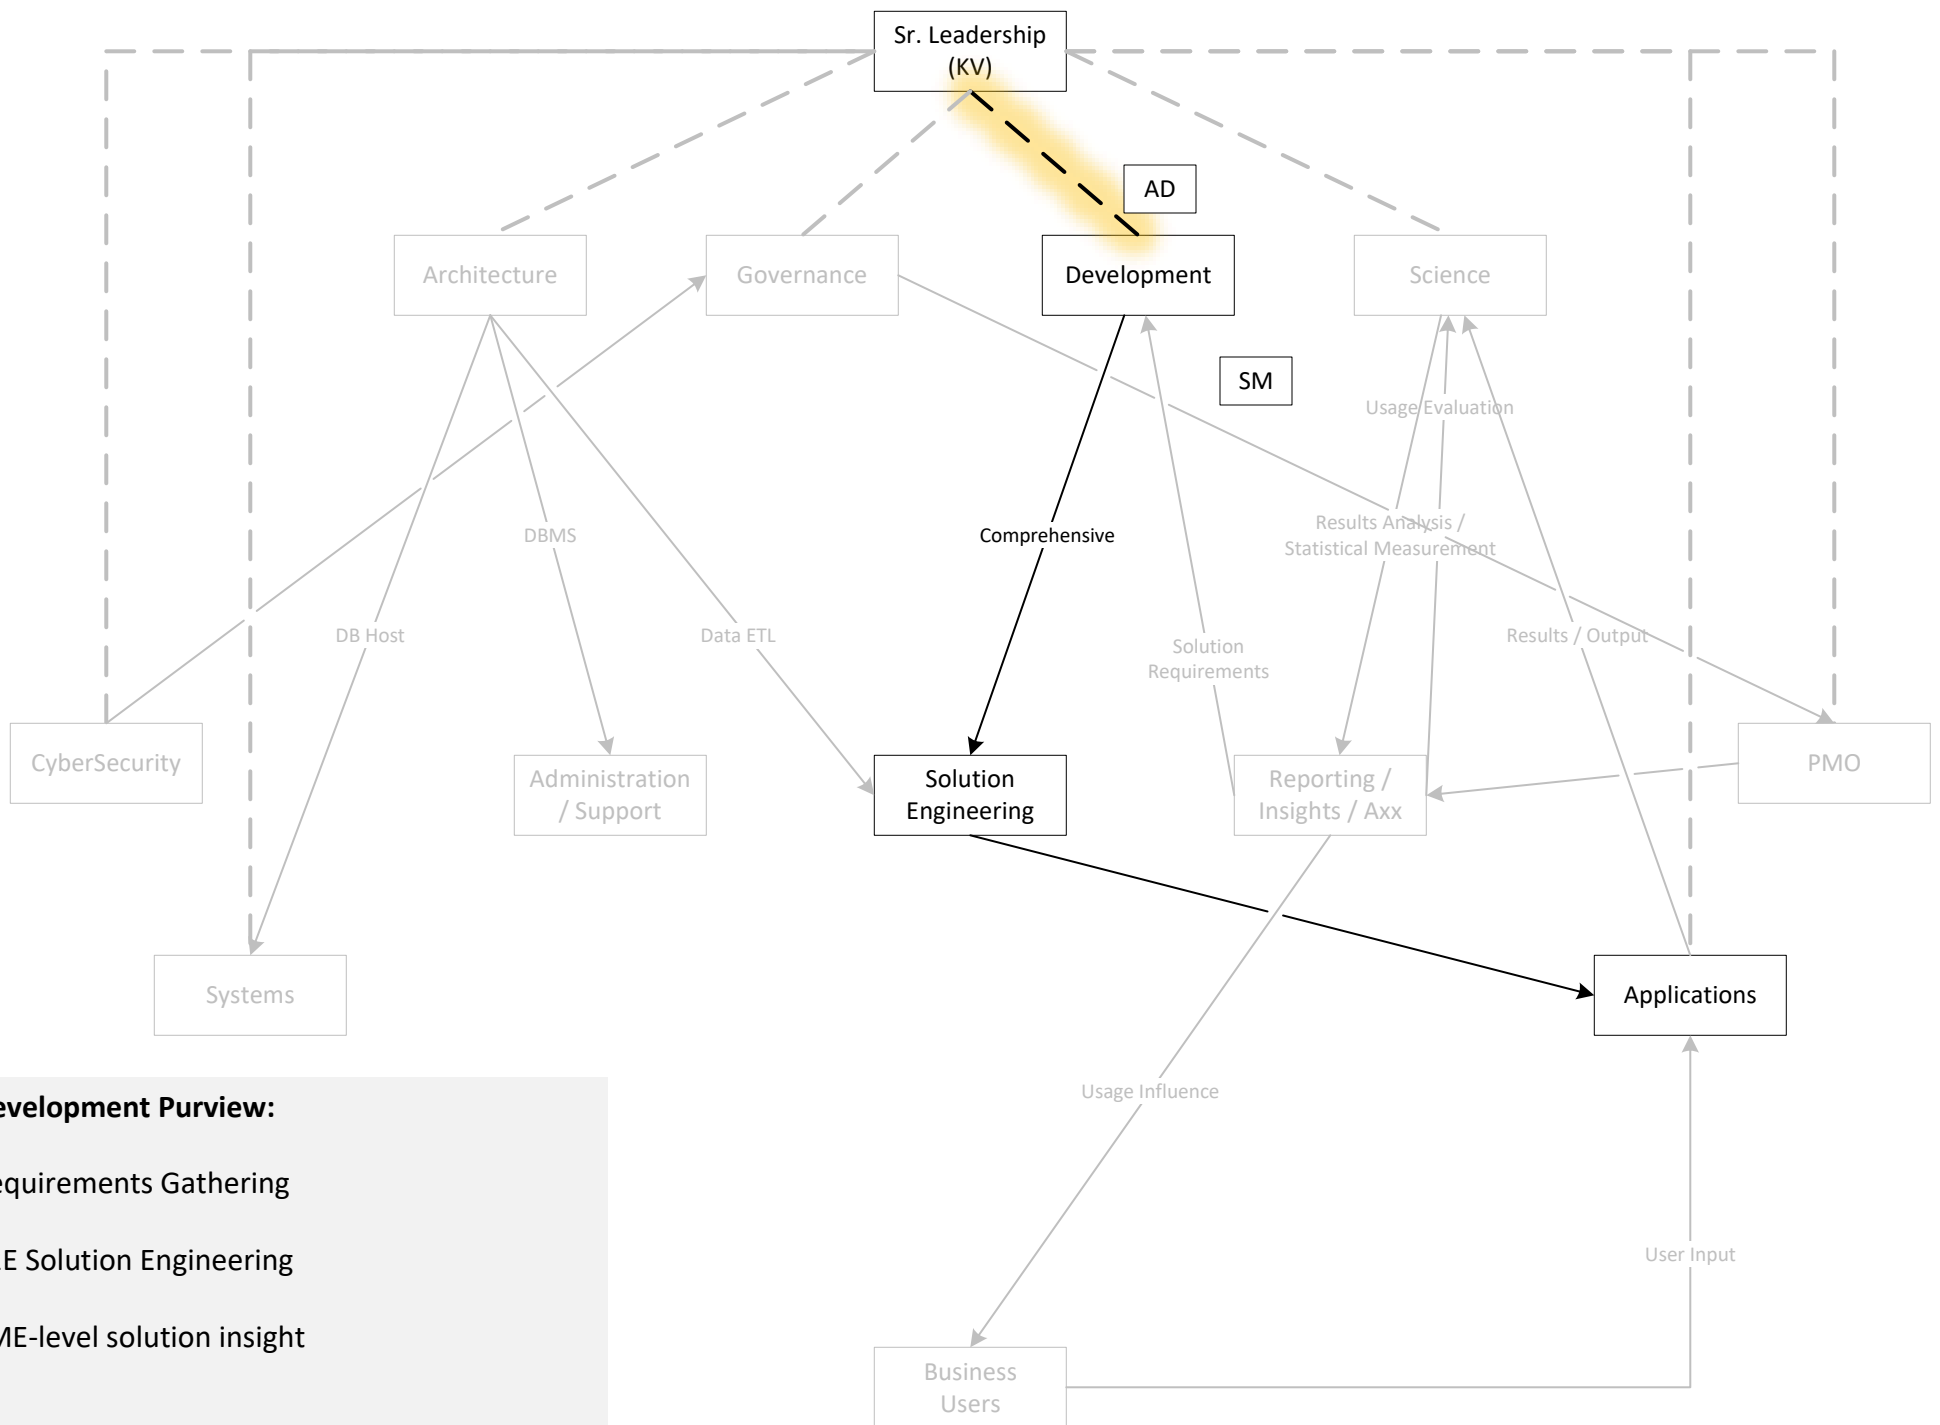 Sr. Leadership
(KV)
AD
Architecture
Governance
Development
Science
SM
Usage Evaluation
DBMS
Comprehensive
Results Analysis /
Statistical Measurement
DB Host
Data ETL
Solution
Requirements
Results / Output
CyberSecurity
Administration
/ Support
Solution
Engineering
Reporting /
Insights / Axx
PMO
Systems
Applications
Usage Influence
User Input
Business
Users
evelopment Purview:
equirements Gathering
E Solution Engineering
ME-level solution insight